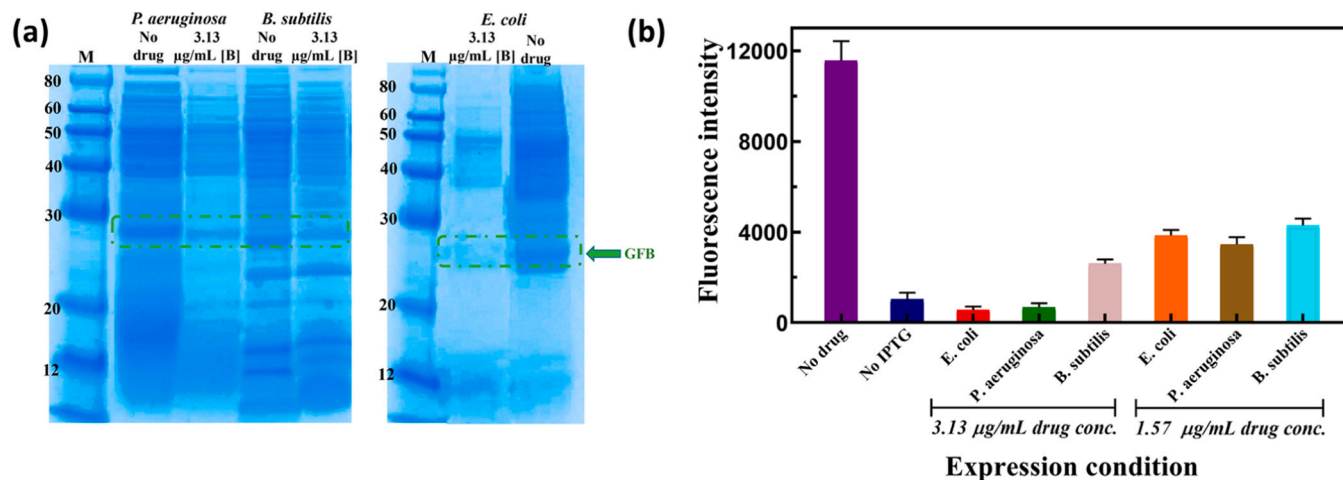 (a)
P. aeruginosa B. subtilis
M No drug 3.13 µg/mL [B] No drug 3.13 µg/mL [B]
80
60
50
40
30
20
12
E. coli
M 3.13 µg/mL [B] No drug
80
60
50
40
30
20
12
GFB
(b)
Fluorescence intensity
12000
8000
4000
0
No drug
No IPTG
E. coli
P. aeruginosa
B. subtilis
E. coli
P. aeruginosa
B. subtilis
3.13 µg/mL drug conc. 1.57 µg/mL drug conc.
Expression condition